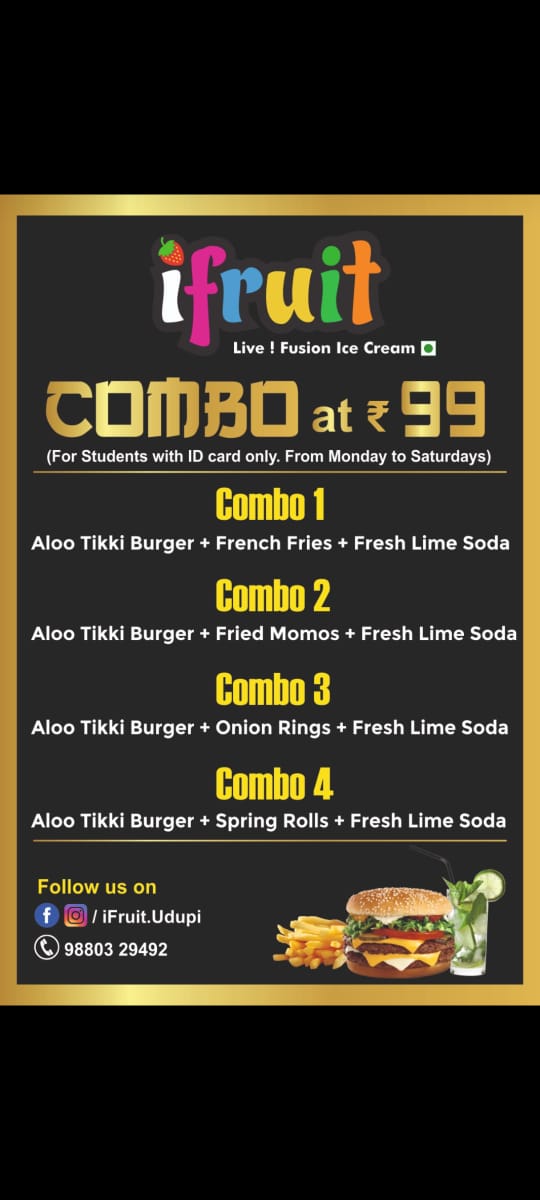 ifruit
Live ! Fusion Ice Cream
COMBO at ₹ 99
(For Students with ID card only. From Monday to Saturdays)
Combo 1
Aloo Tikki Burger + French Fries + Fresh Lime Soda
Combo 2
Aloo Tikki Burger + Fried Momos + Fresh Lime Soda
Combo 3
Aloo Tikki Burger + Onion Rings + Fresh Lime Soda
Combo 4
Aloo Tikki Burger + Spring Rolls + Fresh Lime Soda
Follow us on
/ iFruit.Udupi
98803 29492